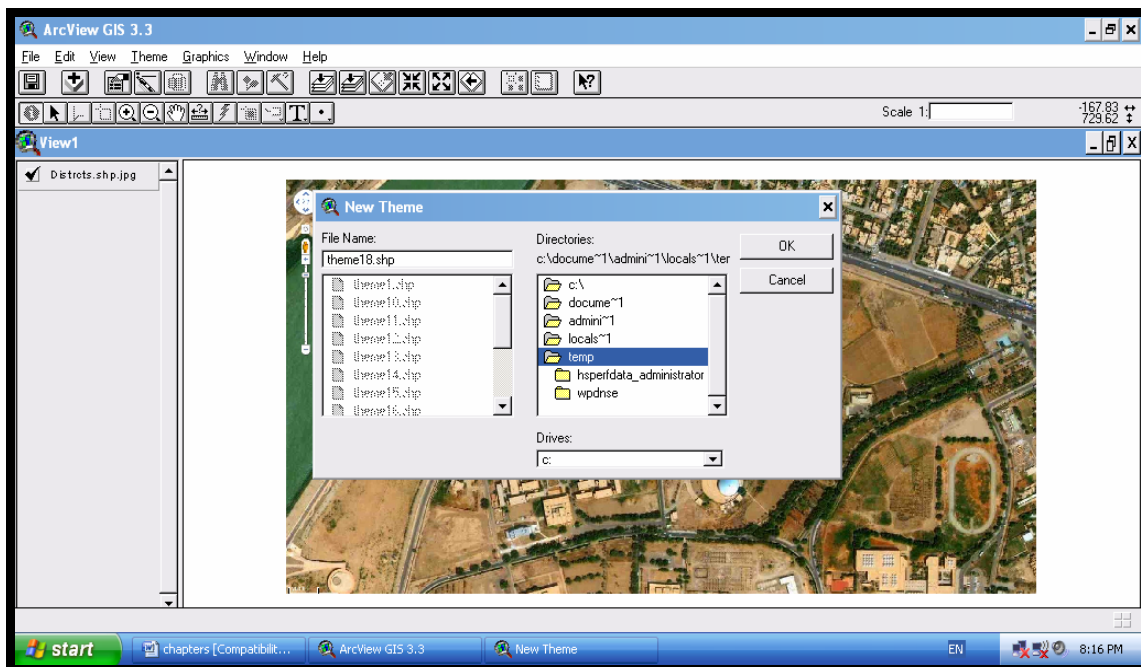 ArcView GIS 3.3
File Edit View Theme Graphics Window Help
Scale 1:
-167.83
729.62
View1
Distrcts.shp.jpg
New Theme
File Name:
theme18.shp
theme1.shp
theme10.shp
theme11.shp
theme12.shp
theme13.shp
theme14.shp
theme15.shp
theme16.shp
Directories:
c:\docume~1\admini~1\locals~1\ter
c:\
docume~1
admini~1
locals~1
temp
hsperfdata_administrator
wpdnse
Drives:
c:
OK
Cancel
start
chapters [Compatibilit...
ArcView GIS 3.3
New Theme
EN
8:16 PM